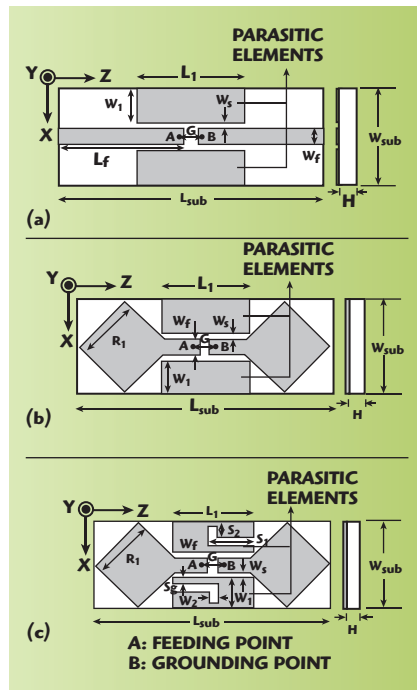 PARASITIC
ELEMENTS
Y
Z
L1
W1
Ws
X
A
G
B
Wsub
Lf
Wf
H
Lsub
(a)
PARASITIC
ELEMENTS
Y
Z
L1
X
Wf
Ws
G
A
B
R1
Wsub
W1
Lsub
H
(b)
PARASITIC
ELEMENTS
Y
Z
L1
S2
S1
X
R1
Wf
G
A
B
Ws
Wsub
Sg
W2
W1
Lsub
H
(c)
A: FEEDING POINT
B: GROUNDING POINT